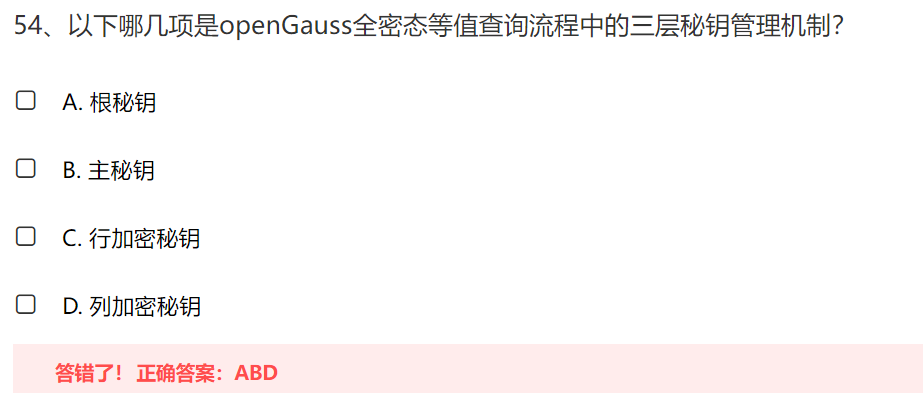 54、以下哪几项是openGauss全密态等值查询流程中的三层秘钥管理机制?
A. 根秘钥
B. 主秘钥
C. 行加密秘钥
D. 列加密秘钥
答错了! 正确答案：ABD